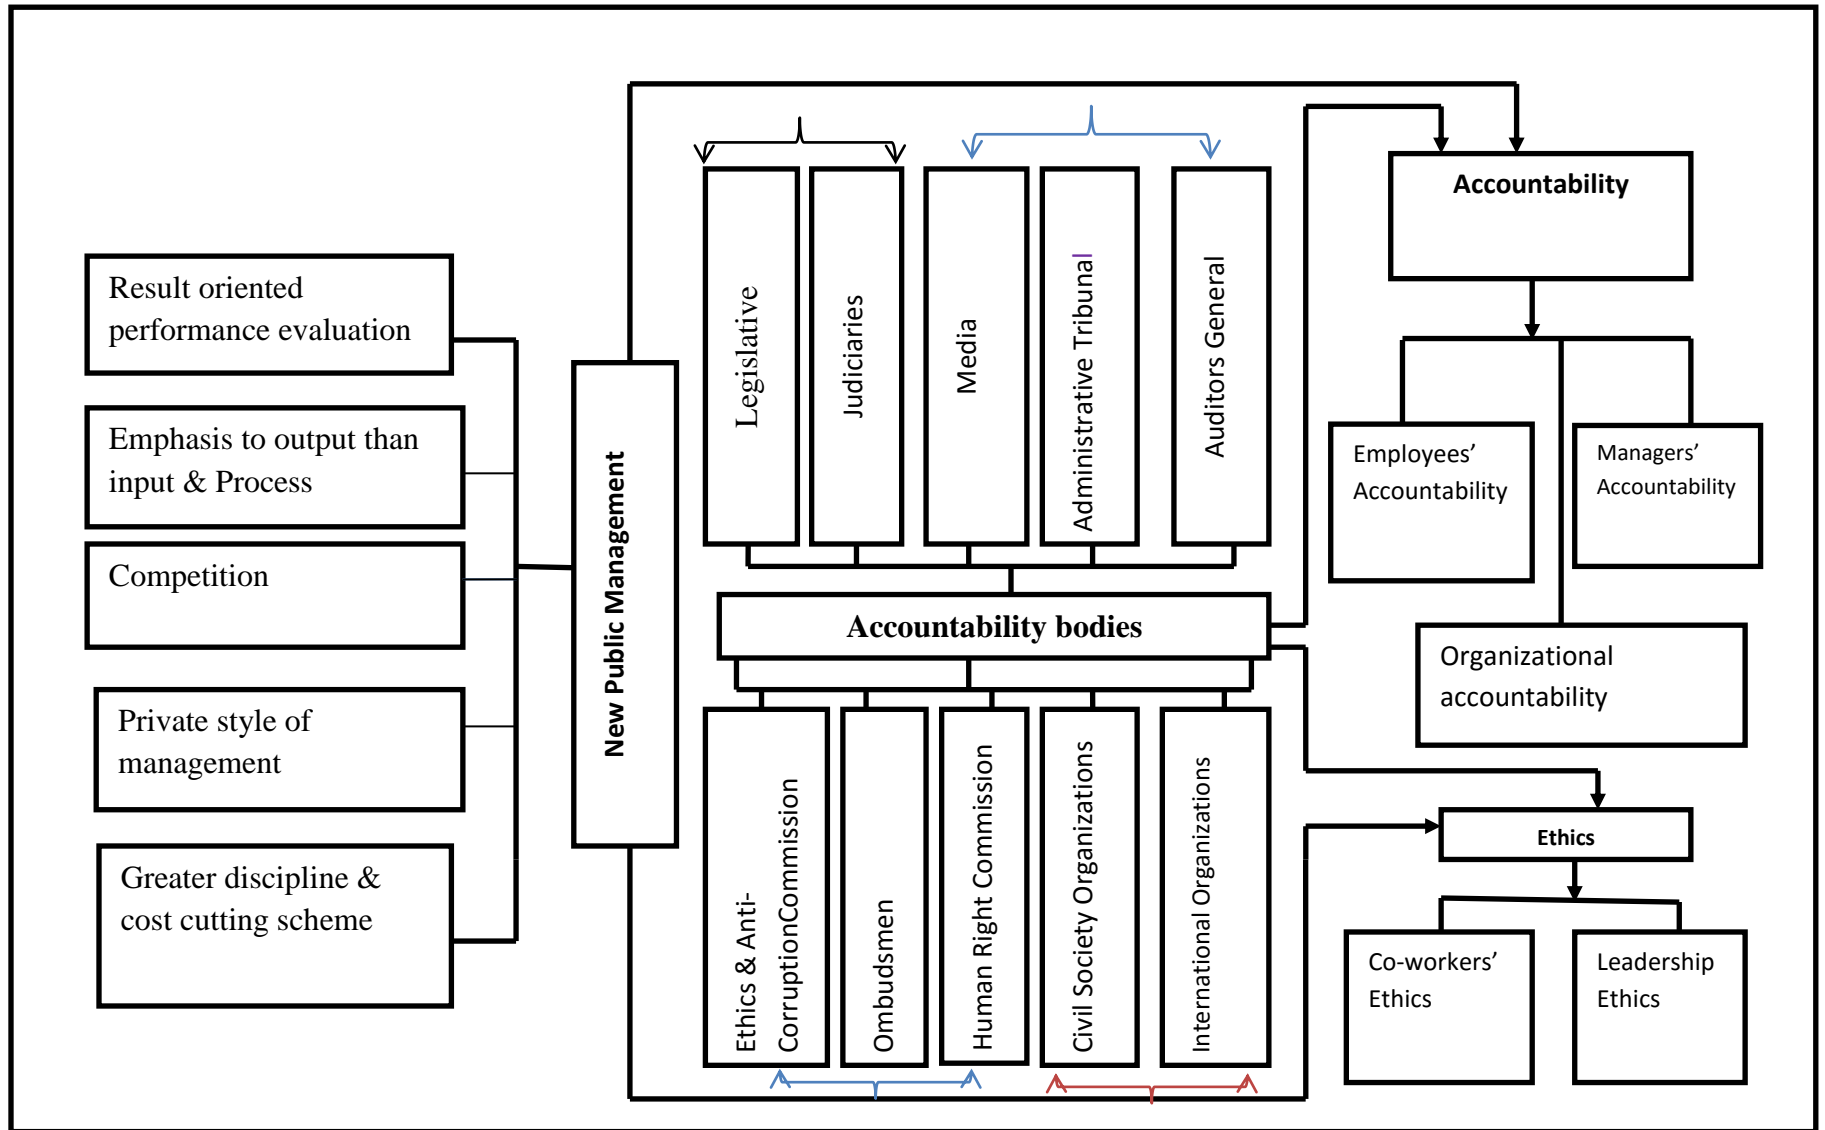 Result oriented
performance evaluation
Emphasis to output than
input & Process
Competition
Private style of
management
Greater discipline &
cost cutting scheme
New Public Management
Legislative
Judiciaries
Media
Administrative Tribunal
Auditors General
Accountability bodies
Ethics & Anti-
CorruptionCommission
Ombudsmen
Human Right Commission
Civil Society Organizations
International Organizations
Accountability
Employees’
Accountability
Managers’
Accountability
Organizational
accountability
Ethics
Co-workers’
Ethics
Leadership
Ethics